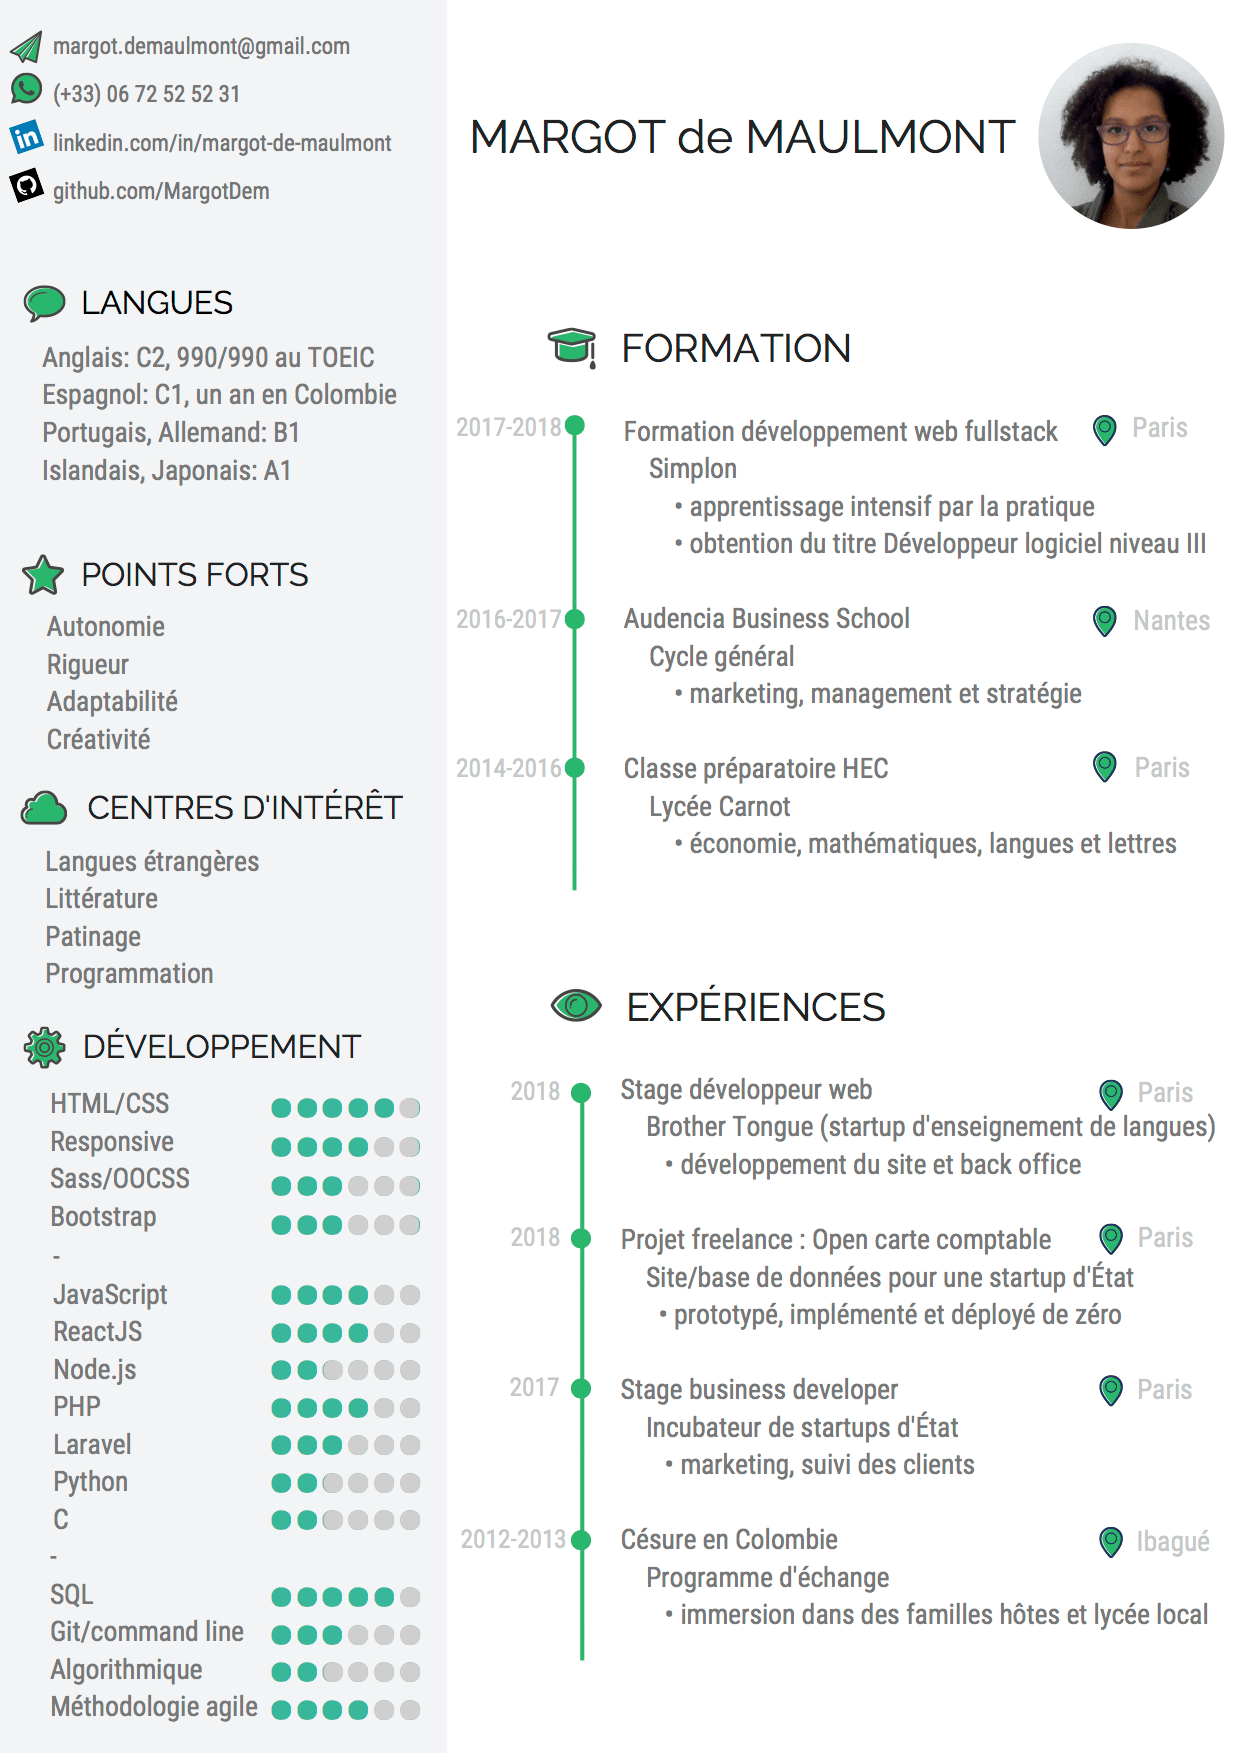 margot.demaulmont@gmail.com
(+33) 06 72 52 52 31
linkedin.com/in/margot-de-maulmont
github.com/MargotDem
LANGUES
Anglais: C2, 990/990 au TOEIC
Espagnol: C1, un an en Colombie
Portugais, Allemand: B1
Islandais, Japonais: A1
POINTS FORTS
Autonomie
Rigueur
Adaptabilité
Créativité
CENTRES D'INTÉRÊT
Langues étrangères
Littérature
Patinage
Programmation
DÉVELOPPEMENT
HTML/CSS
Responsive
Sass/OOCSS
Bootstrap
-
JavaScript
ReactJS
Node.js
PHP
Laravel
Python
C
-
SQL
Git/command line
Algorithmique
Méthodologie agile
MARGOT de MAULMONT
FORMATION
2017-2018 Formation développement web fullstack Paris
Simplon
• apprentissage intensif par la pratique
• obtention du titre Développeur logiciel niveau III
2016-2017 Audencia Business School Nantes
Cycle général
• marketing, management et stratégie
2014-2016 Classe préparatoire HEC Paris
Lycée Carnot
• économie, mathématiques, langues et lettres
EXPÉRIENCES
2018 Stage développeur web Paris
Brother Tongue (startup d'enseignement de langues)
• développement du site et back office
2018 Projet freelance : Open carte comptable Paris
Site/base de données pour une startup d'État
• prototypé, implémenté et déployé de zéro
2017 Stage business developer Paris
Incubateur de startups d'État
• marketing, suivi des clients
2012-2013 Césure en Colombie Ibagué
Programme d'échange
• immersion dans des familles hôtes et lycée local